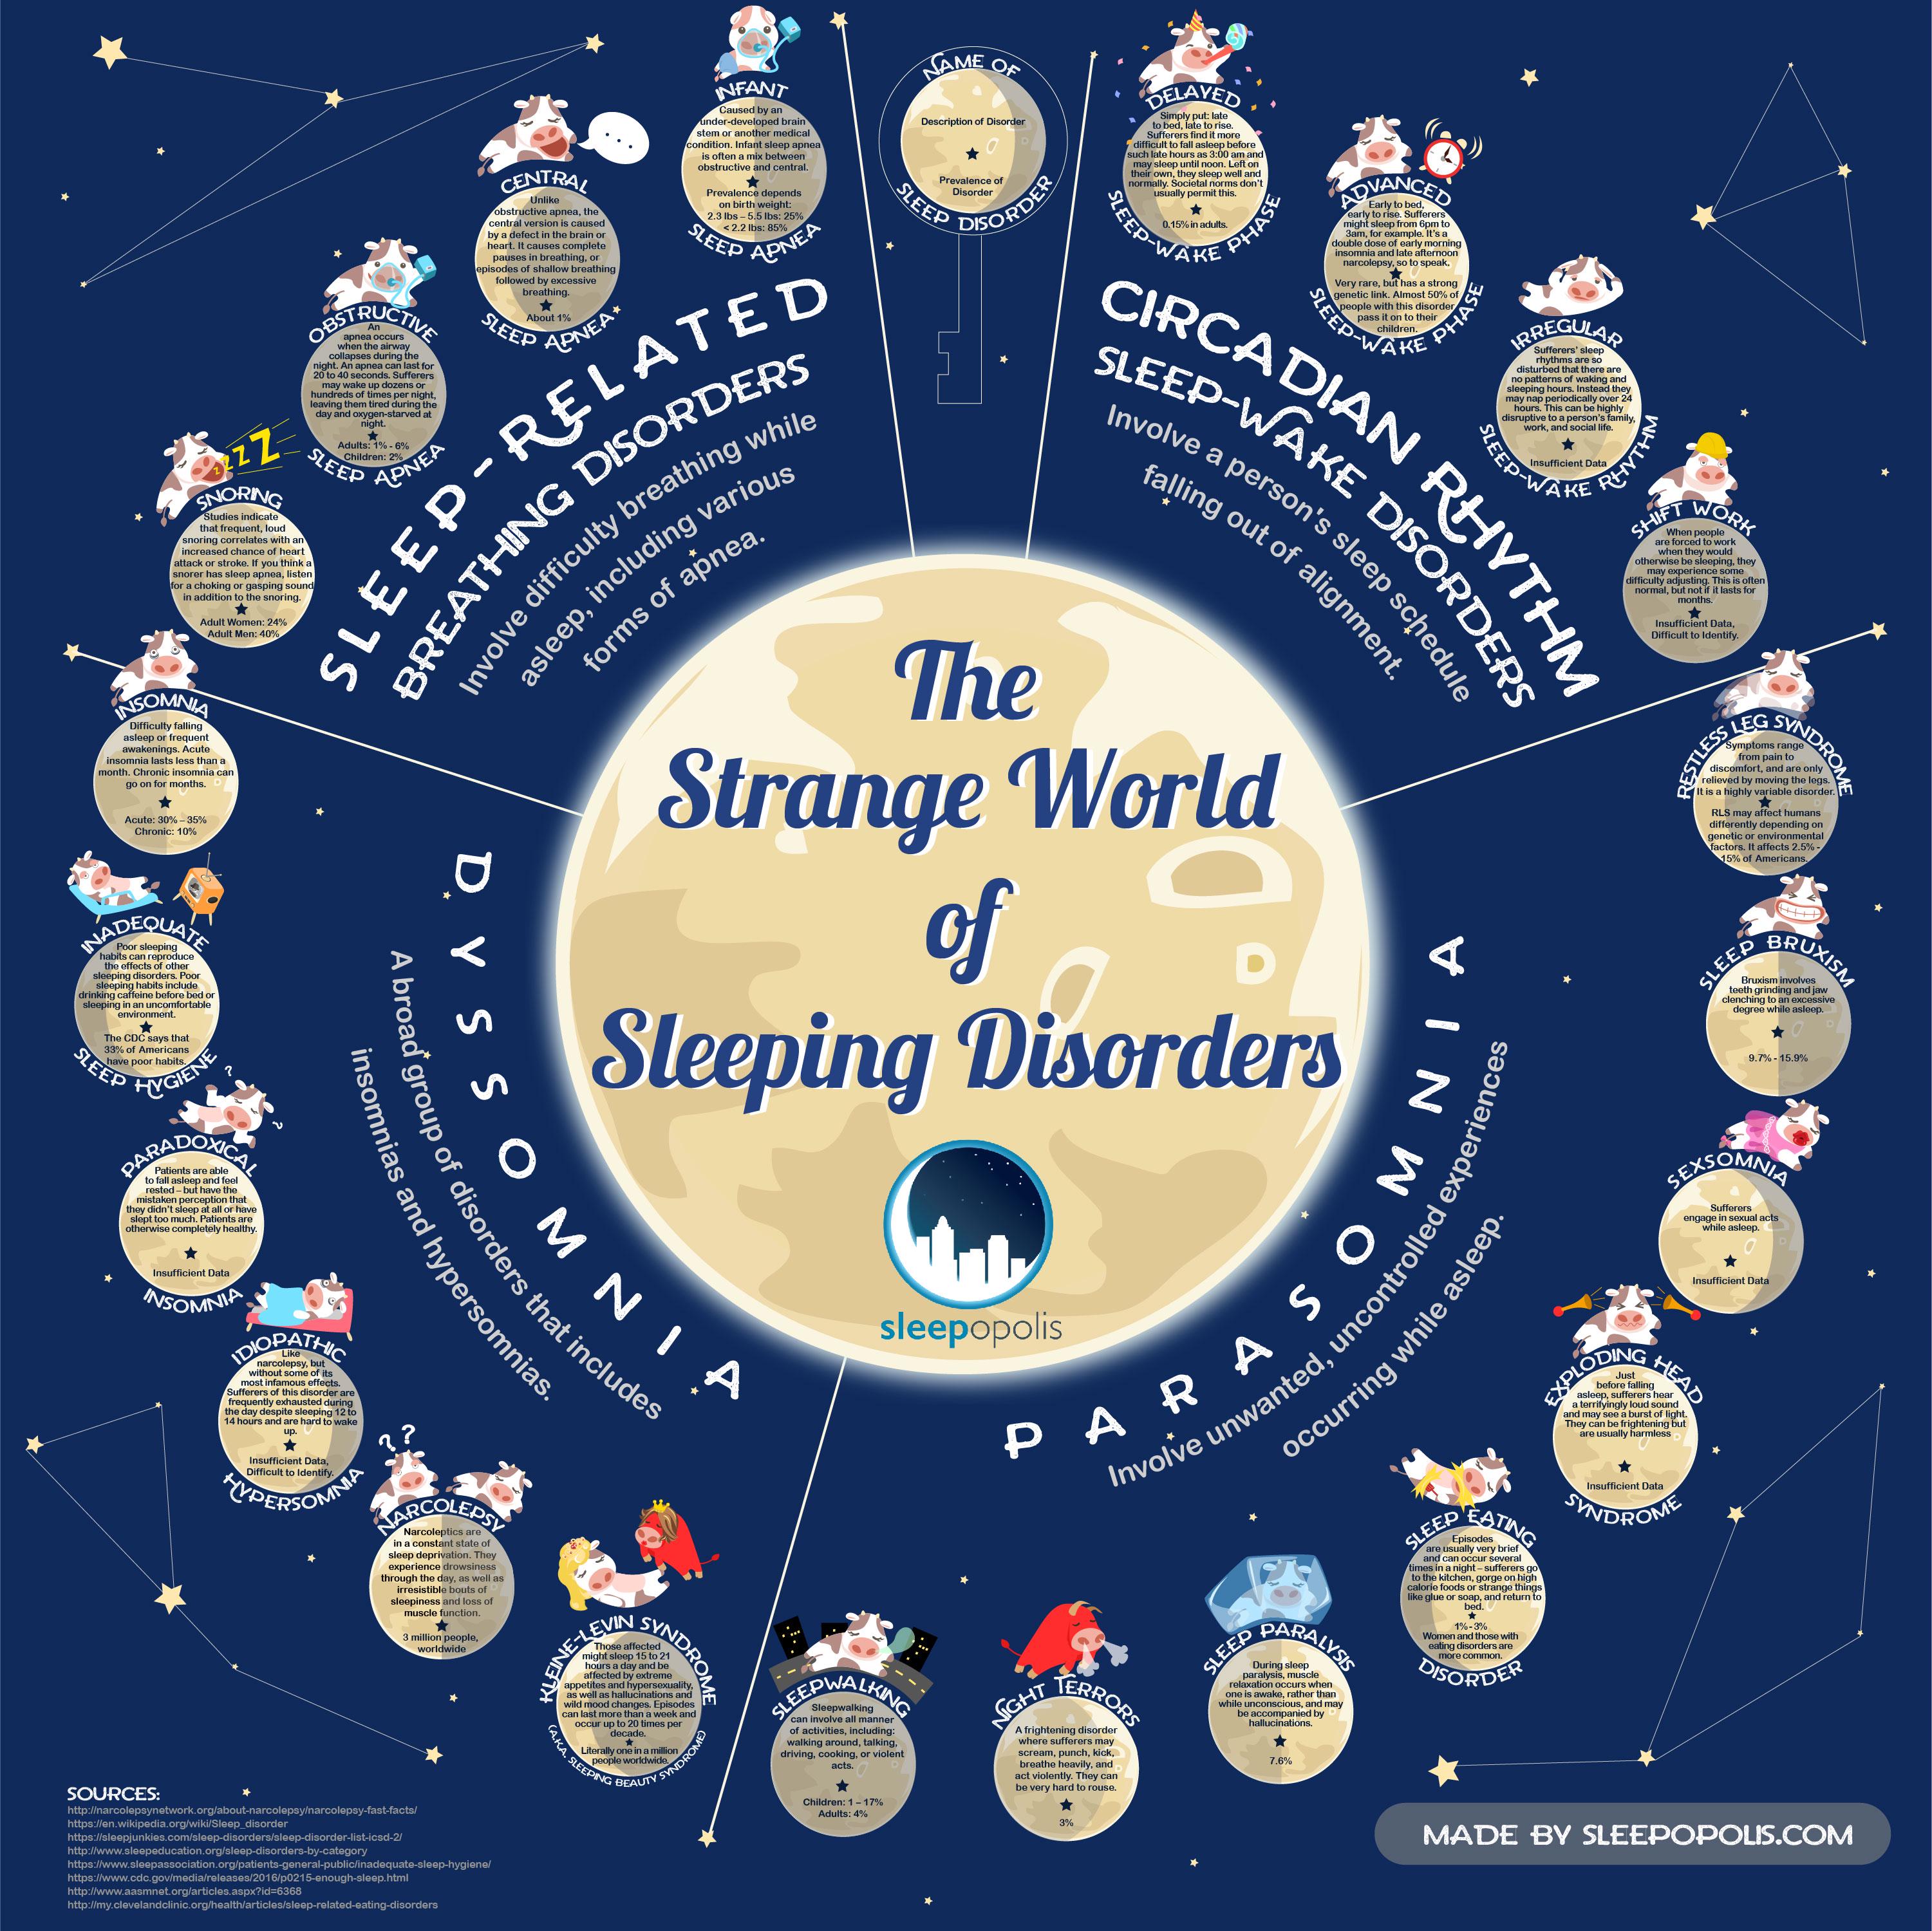 The
Strange World
of
Sleeping Disorders
sleepopolis
NAME OF
SLEEP DISORDER
Description of Disorder
Prevalence of
Disorder
CIRCADIAN RHYTHM
SLEEP-WAKE DISORDERS
Involve a person's sleep schedule
falling out of alignment.
DELAYED
SLEEP-WAKE PHASE
Simply put: late
to bed, late to rise.
Sufferers find it more
difficult to fall asleep before
such late hours as 3:00 am and
may sleep until noon. Left on
their own, they sleep well and
normally. Societal norms don't
usually permit this.
0.15% in adults.
ADVANCED
SLEEP-WAKE PHASE
Early to bed,
early to rise. Sufferers
might sleep from 6pm to
3am, for example. It's a
double dose of early morning
insomnia and late afternoon
narcolepsy, so to speak.
Very rare, but has a strong
genetic link. Almost 50% of
people with this disorder
pass it on to their
children.
IRREGULAR
SLEEP-WAKE RHYTHM
Sufferers' sleep
rhythms are so
disturbed that there are
no patterns of waking and
sleeping hours. Instead they
may nap periodically over 24
hours. This can be highly
disruptive to a person's family,
work, and social life.
Insufficient Data
SHIFT WORK
When people
are forced to work
when they would
otherwise be sleeping, they
may experience some
difficulty adjusting. This is often
normal, but not if it lasts for
months.
Insufficient Data,
Difficult to Identify.
PARASOMNIA
Involve unwanted, uncontrolled experiences
occurring while asleep.
RESTLESS LEG SYNDROME
Symptoms range
from pain to
discomfort, and are only
relieved by moving the legs.
It is a highly variable disorder.
RLS may affect humans
differently depending on
genetic or environmental
factors. It affects 2.5% -
15% of Americans.
SLEEP BRUXISM
Bruxism involves
teeth grinding and jaw
clenching to an excessive
degree while asleep.
9.7% - 15.9%
SEXSOMNIA
Sufferers
engage in sexual acts
while asleep.
Insufficient Data
EXPLODING HEAD
SYNDROME
Just
before falling
asleep, sufferers hear
a terrifyingly loud sound
and may see a burst of light.
They can be frightening but
are usually harmless
Insufficient Data
SLEEP EATING
DISORDER
Episodes
are usually very brief
and can occur several
times in a night – sufferers go
to the kitchen, gorge on high
calorie foods or strange things
like glue or soap, and return to
bed.
1% - 3%
Women and those with
eating disorders are
more common.
SLEEP PARALYSIS
During sleep
paralysis, muscle
relaxation occurs when
one is awake, rather than
while unconscious, and may
be accompanied by
hallucinations.
7.6%
NIGHT TERRORS
A frightening disorder
where sufferers may
scream, punch, kick,
breathe heavily, and
act violently. They can
be very hard to rouse.
3%
SLEEPWALKING
Sleepwalking
can involve all manner
of activities, including:
walking around, talking,
driving, cooking, or violent
acts.
Children: 1 – 17%
Adults: 4%
DYSSOMNIA
A broad group of disorders that includes
insomnias and hypersomnias.
KLEINE-LEVIN SYNDROME
(A.K.A. SLEEPING BEAUTY SYNDROME)
Those affected
might sleep 15 to 21
hours a day and be
affected by extreme
appetites and hypersexuality,
as well as hallucinations and
wild mood changes. Episodes
can last more than a week and
occur up to 20 times per
decade.
Literally one in a million
people worldwide.
? ?
NARCOLEPSY
Narcoleptics are
in a constant state of
sleep deprivation. They
experience drowsiness
through the day, as well as
irresistible bouts of
sleepiness and loss of
muscle function.
3 million people,
worldwide
IDIOPATHIC
HYPERSOMNIA
Like
narcolepsy, but
without some of its
most infamous effects.
Sufferers of this disorder are
frequently exhausted during
the day despite sleeping 12 to
14 hours and are hard to wake
up.
Insufficient Data,
Difficult to Identify.
? ?
PARADOXICAL
INSOMNIA
Patients are able
to fall asleep and feel
rested – but have the
mistaken perception that
they didn't sleep at all or have
slept too much. Patients are
otherwise completely healthy.
Insufficient Data
INADEQUATE
SLEEP HYGIENE
Poor sleeping
habits can reproduce
the effects of other
sleeping disorders. Poor
sleeping habits include
drinking caffeine before bed or
sleeping in an uncomfortable
environment.
The CDC says that
33% of Americans
have poor habits.
INSOMNIA
Difficulty falling
asleep or frequent
awakenings. Acute
insomnia lasts less than a
month. Chronic insomnia can
go on for months.
Acute: 30% – 35%
Chronic: 10%
SLEEP-RELATED
BREATHING DISORDERS
Involve difficulty breathing while
asleep, including various
forms of apnea.
z z Z Z
SNORING
Studies indicate
that frequent, loud
snoring correlates with an
increased chance of heart
attack or stroke. If you think a
snorer has sleep apnea, listen
for a choking or gasping sound
in addition to the snoring.
Adult Women: 24%
Adult Men: 40%
OBSTRUCTIVE
SLEEP APNEA
An
apnea occurs
when the airway
collapses during the
night. An apnea can last for
20 to 40 seconds. Sufferers
may wake up dozens or
hundreds of times per night,
leaving them tired during the
day and oxygen-starved at
night.
Adults: 1% - 6%
Children: 2%
CENTRAL
SLEEP APNEA
Unlike
obstructive apnea, the
central version is caused
by a defect in the brain or
heart. It causes complete
pauses in breathing, or
episodes of shallow breathing
followed by excessive
breathing.
About 1%
INFANT
SLEEP APNEA
Caused by an
under-developed brain
stem or another medical
condition. Infant sleep apnea
is often a mix between
obstructive and central.
Prevalence depends
on birth weight:
2.3 lbs – 5.5 lbs: 25%
< 2.2 lbs: 85%
SOURCES:
http://narcolepsynetwork.org/about-narcolepsy/narcolepsy-fast-facts/
https://en.wikipedia.org/wiki/Sleep_disorder
https://sleepjunkies.com/sleep-disorders/sleep-disorder-list-icsd-2/
http://www.sleepeducation.org/sleep-disorders-by-category
https://www.sleepassociation.org/patients-general-public/inadequate-sleep-hygiene/
https://www.cdc.gov/media/releases/2016/p0215-enough-sleep.html
http://www.aasmnet.org/articles.aspx?id=6368
http://my.clevelandclinic.org/health/articles/sleep-related-eating-disorders
MADE BY SLEEPOPOLIS.COM